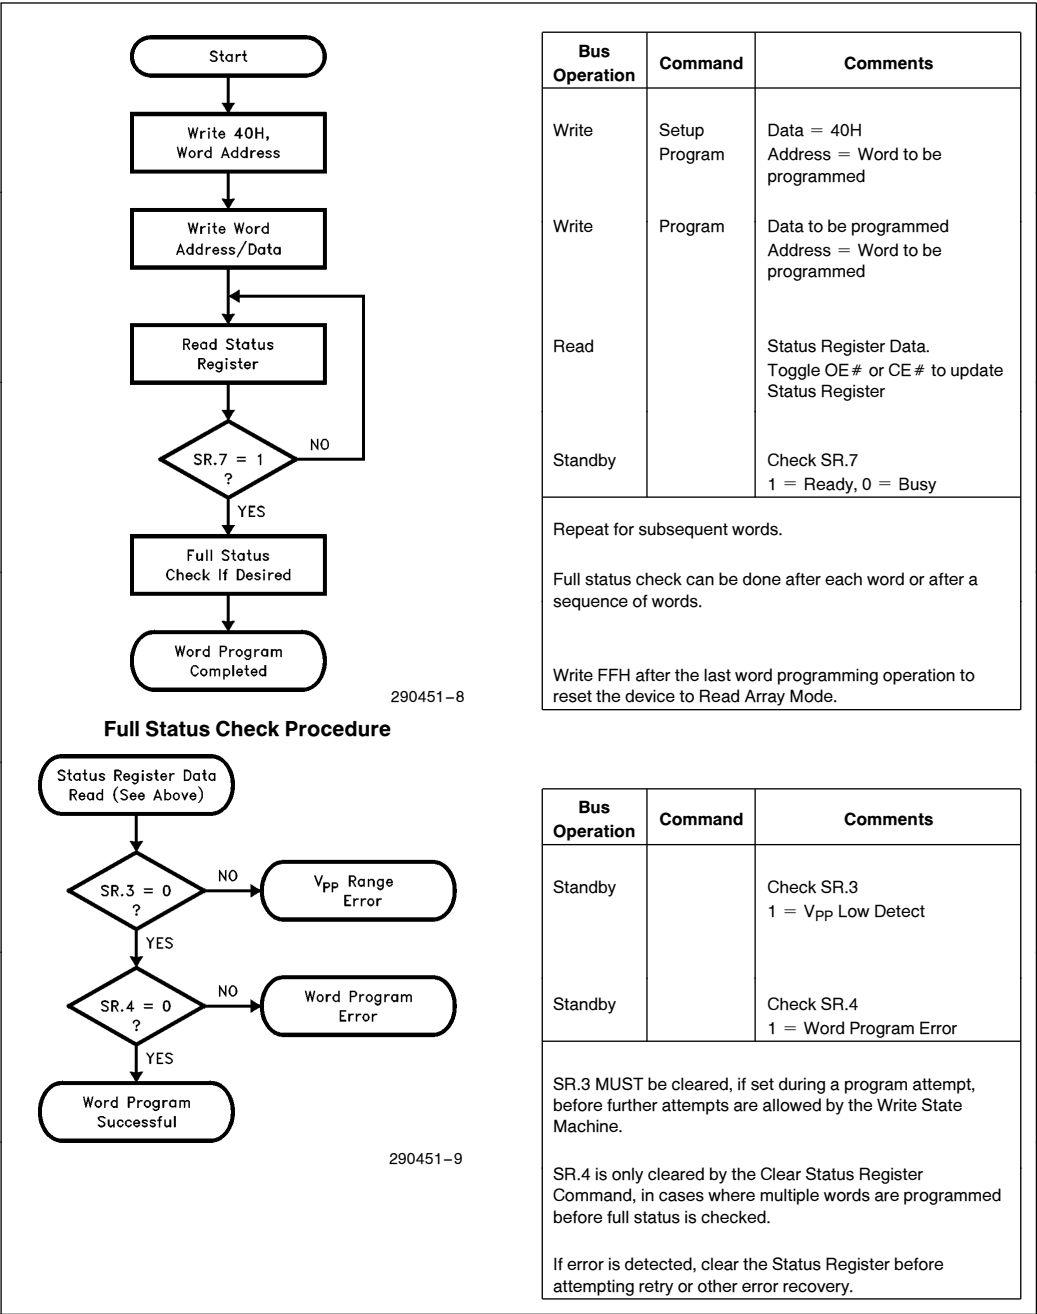 Start
Write 40H,
Word Address
Write Word
Address/Data
Read Status
Register
SR.7 = 1
?
NO
YES
Full Status
Check If Desired
Word Program
Completed
290451–8
Bus
Operation
Command
Comments
Write
Setup
Program
Data = 40H
Address = Word to be
programmed
Write
Program
Data to be programmed
Address = Word to be
programmed
Read
Status Register Data.
Toggle OE# or CE# to update
Status Register
Standby
Check SR.7
1 = Ready, 0 = Busy
Repeat for subsequent words.
Full status check can be done after each word or after a
sequence of words.
Write FFH after the last word programming operation to
reset the device to Read Array Mode.
Full Status Check Procedure
Status Register Data
Read (See Above)
SR.3 = 0
?
NO
VPP Range
Error
YES
SR.4 = 0
?
NO
Word Program
Error
YES
Word Program
Successful
290451–9
Bus
Operation
Command
Comments
Standby
Check SR.3
1 = VPP Low Detect
Standby
Check SR.4
1 = Word Program Error
SR.3 MUST be cleared, if set during a program attempt,
before further attempts are allowed by the Write State
Machine.
SR.4 is only cleared by the Clear Status Register
Command, in cases where multiple words are programmed
before full status is checked.
If error is detected, clear the Status Register before
attempting retry or other error recovery.